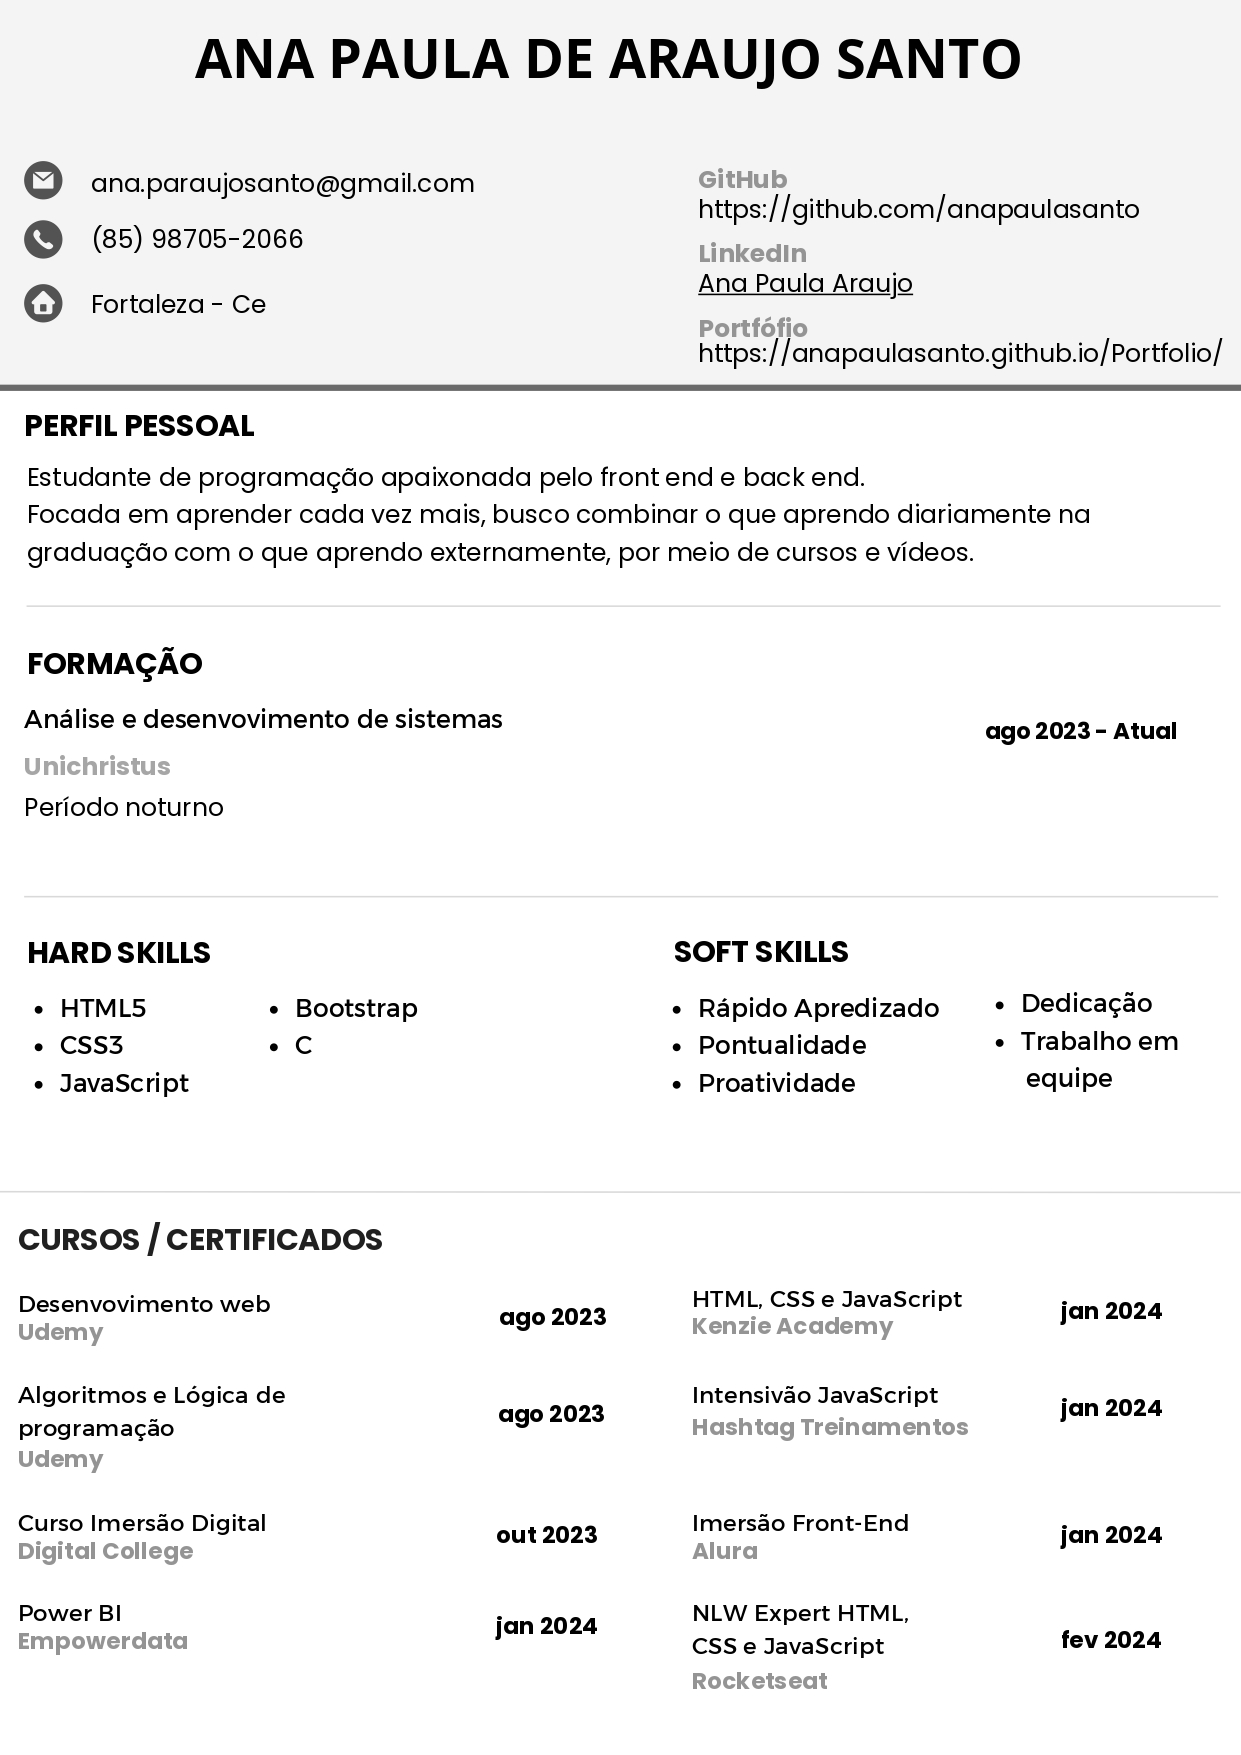 ANA PAULA DE ARAUJO SANTO
ana.paraujosanto@gmail.com
(85) 98705-2066
Fortaleza - Ce
GitHub
https://github.com/anapaulasanto
LinkedIn
Ana Paula Araujo
Portfófio
https://anapaulasanto.github.io/Portfolio/
PERFIL PESSOAL
Estudante de programação apaixonada pelo front end e back end.
Focada em aprender cada vez mais, busco combinar o que aprendo diariamente na
graduação com o que aprendo externamente, por meio de cursos e vídeos.
FORMAÇÃO
Análise e desenvovimento de sistemas
ago 2023 - Atual
Unichristus
Período noturno
HARD SKILLS
• HTML5
• CSS3
• JavaScript
• Bootstrap
• C
SOFT SKILLS
• Rápido Apredizado
• Pontualidade
• Proatividade
• Dedicação
• Trabalho em
equipe
CURSOS / CERTIFICADOS
Desenvovimento web
Udemy
ago 2023
Algoritmos e Lógica de
programação
Udemy
ago 2023
Curso Imersão Digital
Digital College
out 2023
Power BI
Empowerdata
jan 2024
HTML, CSS e JavaScript
Kenzie Academy
jan 2024
Intensivão JavaScript
Hashtag Treinamentos
jan 2024
Imersão Front-End
Alura
jan 2024
NLW Expert HTML,
CSS e JavaScript
Rocketseat
fev 2024